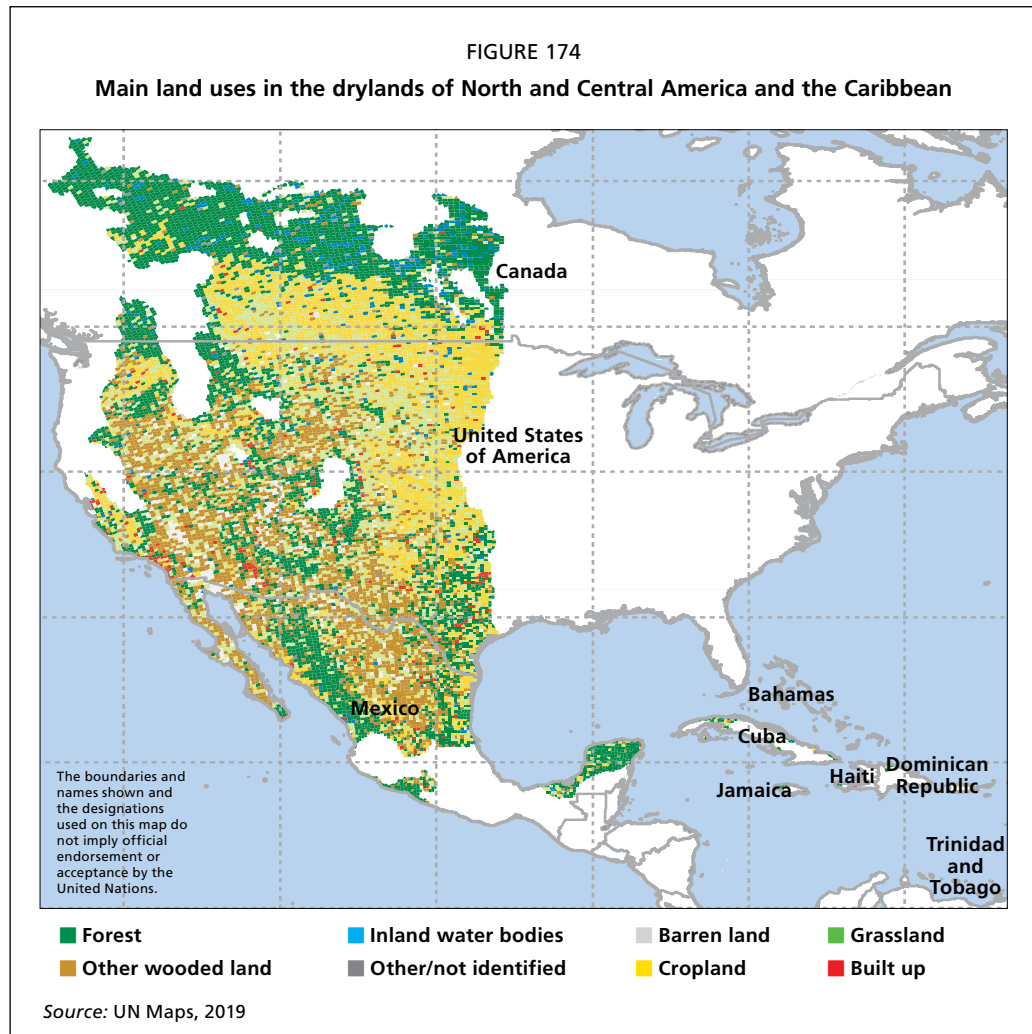 FIGURE 174
Main land uses in the drylands of North and Central America and the Caribbean
Canada
United States
of America
Mexico
Bahamas
Cuba
Haiti
Dominican
Republic
Jamaica
Trinidad
and
Tobago
The boundaries and
names shown and
the designations
used on this map do
not imply official
endorsement or
acceptance by the
United Nations.
Forest
Inland water bodies
Barren land
Grassland
Other wooded land
Other/not identified
Cropland
Built up
Source: UN Maps, 2019